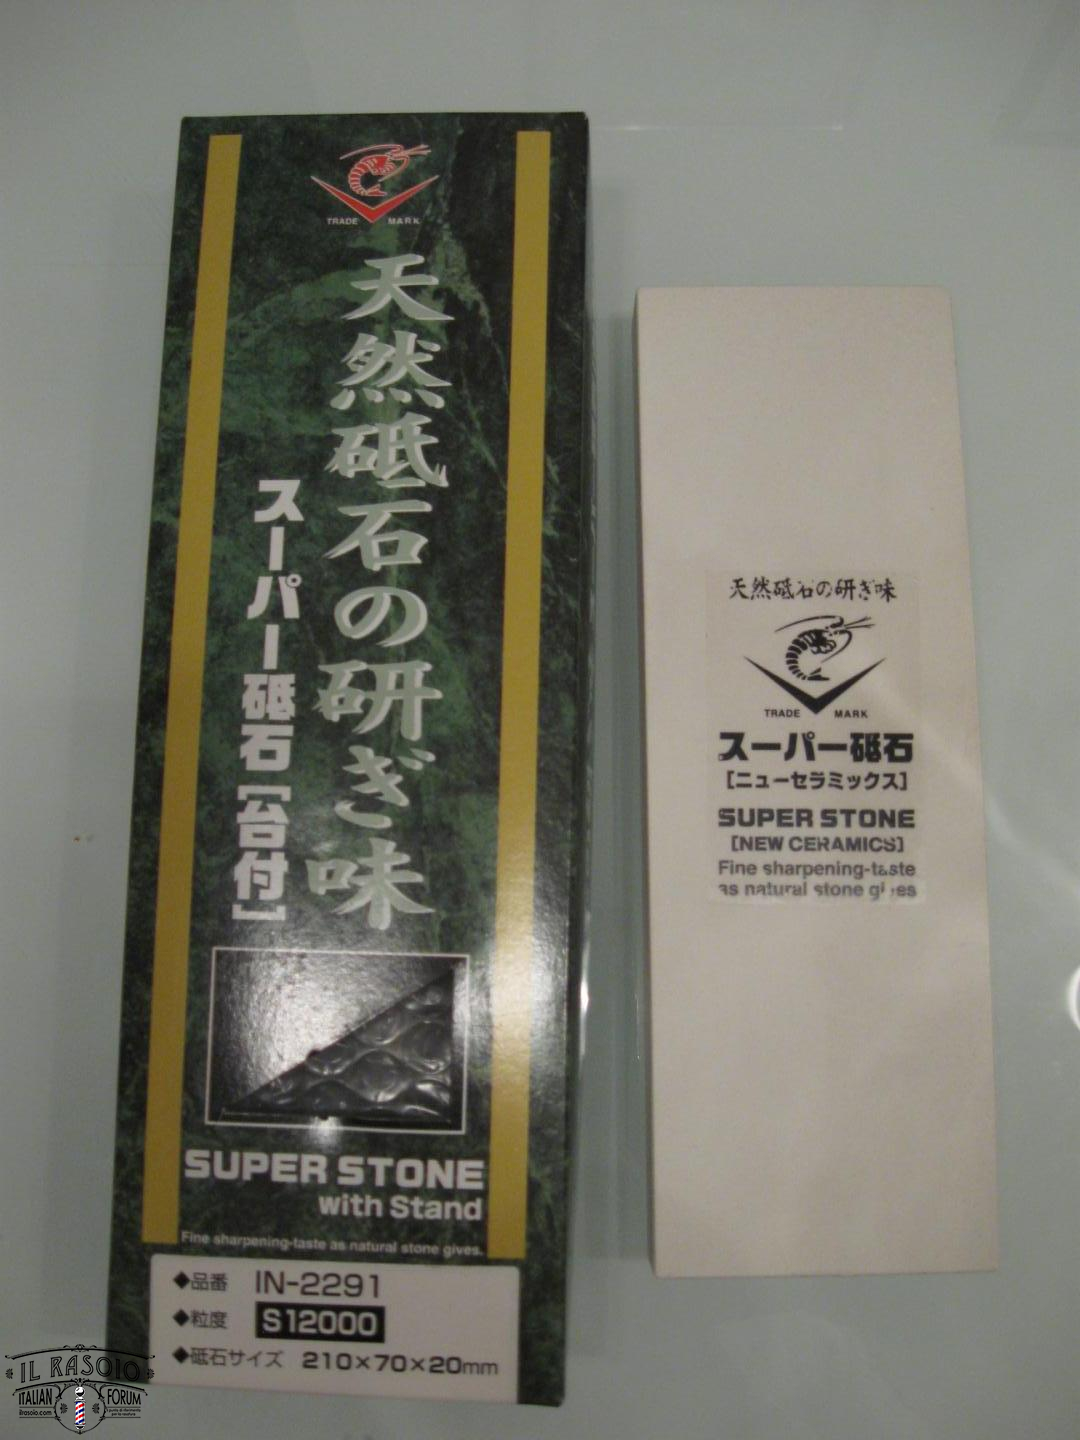 TRADE MARK
天然砥石の研ぎ味
スーパー砥石[台付]
SUPER STONE
with Stand
Fine sharpening-taste as natural stone gives.
◆品番 IN-2291
◆粒度 S12000
◆砥石サイズ 210×70×20mm
天然砥石の研ぎ味
TRADE MARK
スーパー砥石
[ニューセラミックス]
SUPER STONE
[NEW CERAMICS]
Fine sharpening-taste
as natural stone gives
IL RASOIO
ITALIAN FORUM
ilrasoio.com